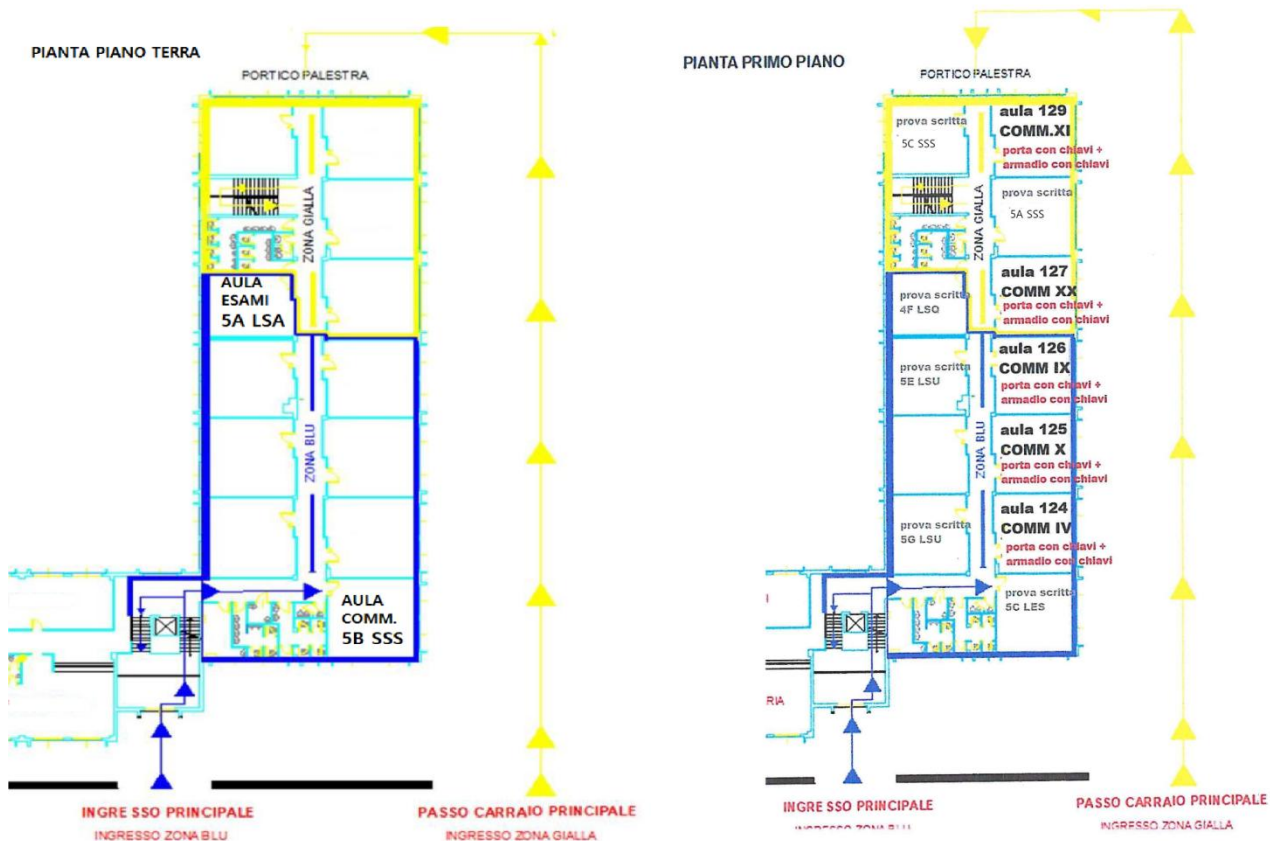 PIANTA PIANO TERRA
PORTICO PALESTRA
ZONA GIALLA
AULA
ESAMI
5A LSA
ZONA BLU
AULA
COMM.
5B SSS
INGRESSO PRINCIPALE
INGRESSO ZONA BLU
PASSO CARRAIO PRINCIPALE
INGRESSO ZONA GIALLA
PIANTA PRIMO PIANO
PORTICO PALESTRA
prova scritta
5C SSS
aula 129
COMM.XI
porta con chiavi +
armadio con chiavi
ZONA GIALLA
prova scritta
5A SSS
aula 127
COMM XX
porta con chiavi +
armadio con chiavi
prova scritta
4F LSQ
aula 126
COMM IX
porta con chiavi +
armadio con chiavi
prova scritta
5E LSU
ZONA BLU
aula 125
COMM X
porta con chiavi +
armadio con chiavi
aula 124
COMM IV
porta con chiavi +
armadio con chiavi
prova scritta
5G LSU
prova scritta
5C LES
RIA
INGRESSO PRINCIPALE
INGRESSO ZONA BLU
PASSO CARRAIO PRINCIPALE
INGRESSO ZONA GIALLA